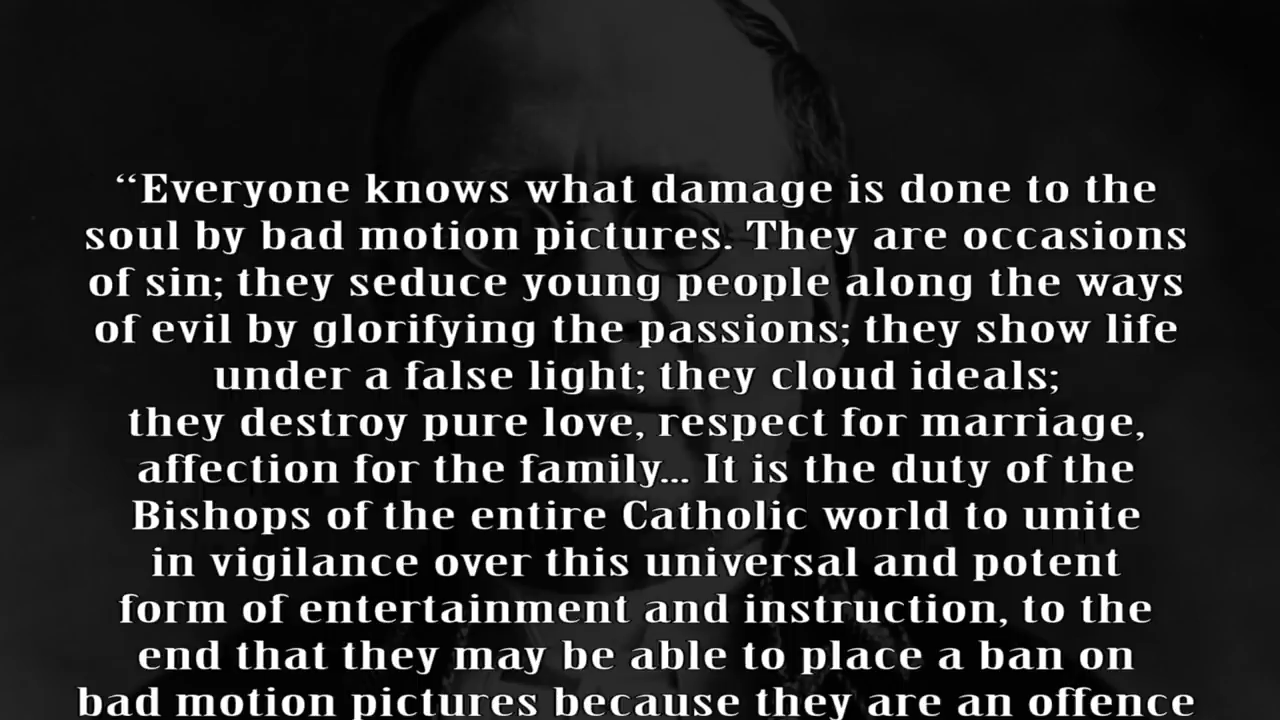 “Everyone knows what damage is done to the
soul by bad motion pictures. They are occasions
of sin; they seduce young people along the ways
of evil by glorifying the passions; they show life
under a false light; they cloud ideals;
they destroy pure love, respect for marriage,
affection for the family... It is the duty of the
Bishops of the entire Catholic world to unite
in vigilance over this universal and potent
form of entertainment and instruction, to the
end that they may be able to place a ban on
bad motion pictures because they are an offence